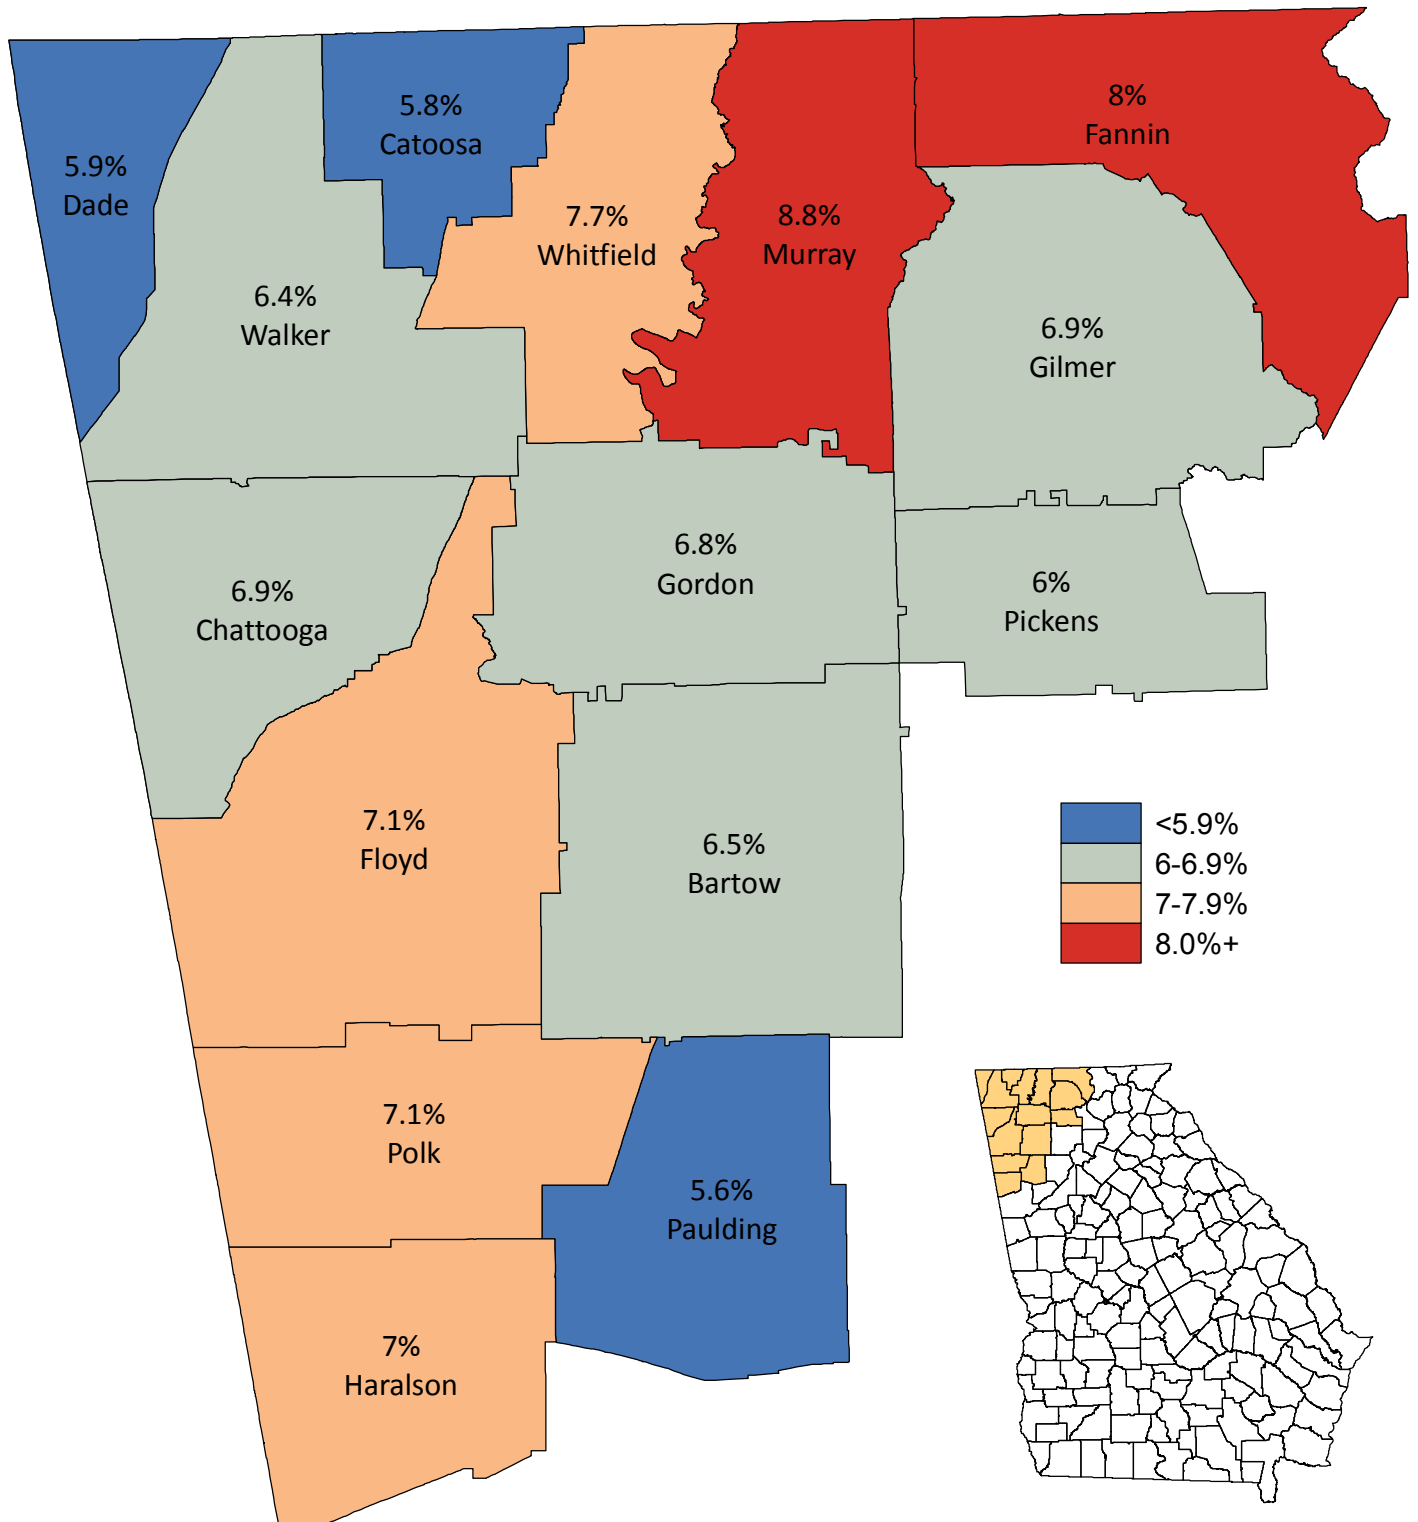 5.9%
Dade
5.8%
Catoosa
8%
Fannin
7.7%
Whitfield
8.8%
Murray
6.4%
Walker
6.9%
Gilmer
6.8%
Gordon
6%
Pickens
6.9%
Chattooga
7.1%
Floyd
6.5%
Bartow
<5.9%
6-6.9%
7-7.9%
8.0%+
7.1%
Polk
5.6%
Paulding
7%
Haralson